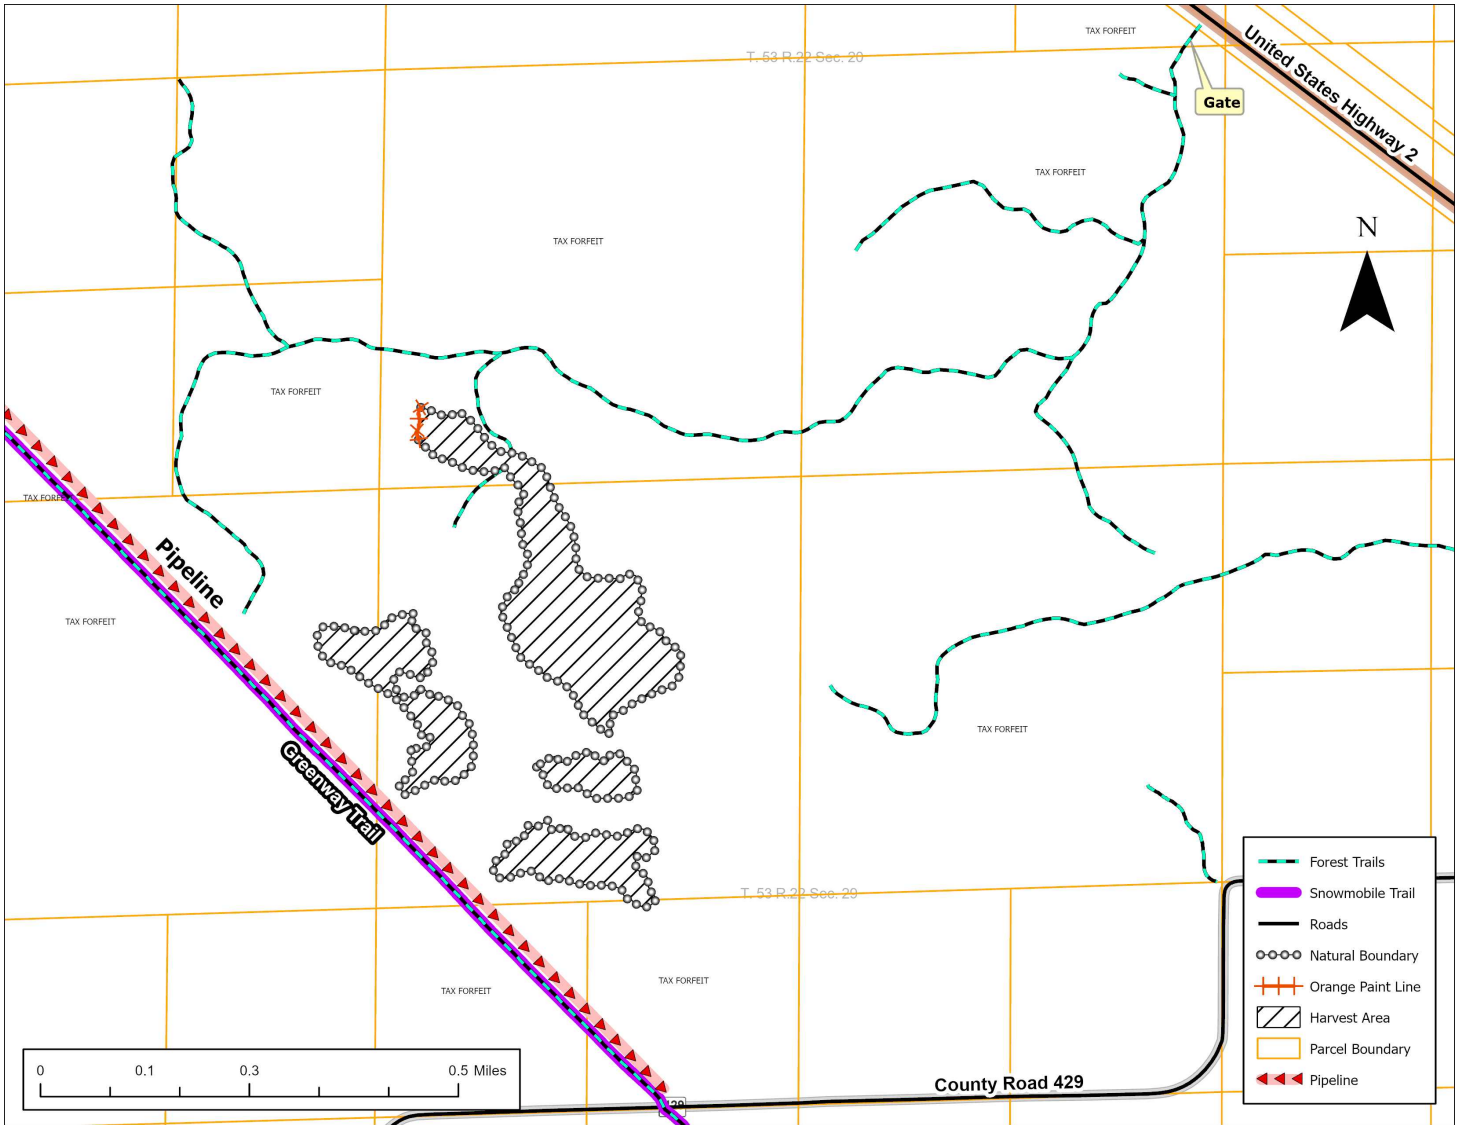 TAX FORFEIT
T. 53 R.22 Sec. 20
United States Highway 2
Gate
TAX FORFEIT
N
TAX FORFEIT
TAX FORFEIT
TAX FORFEIT
Pipeline
TAX FORFEIT
TAX FORFEIT
Greenway Trail
T. 53 R.22 Sec. 29
TAX FORFEIT
TAX FORFEIT
Forest Trails
Snowmobile Trail
Roads
Natural Boundary
Orange Paint Line
Harvest Area
Parcel Boundary
Pipeline
0 0.1 0.3 0.5 Miles
County Road 429